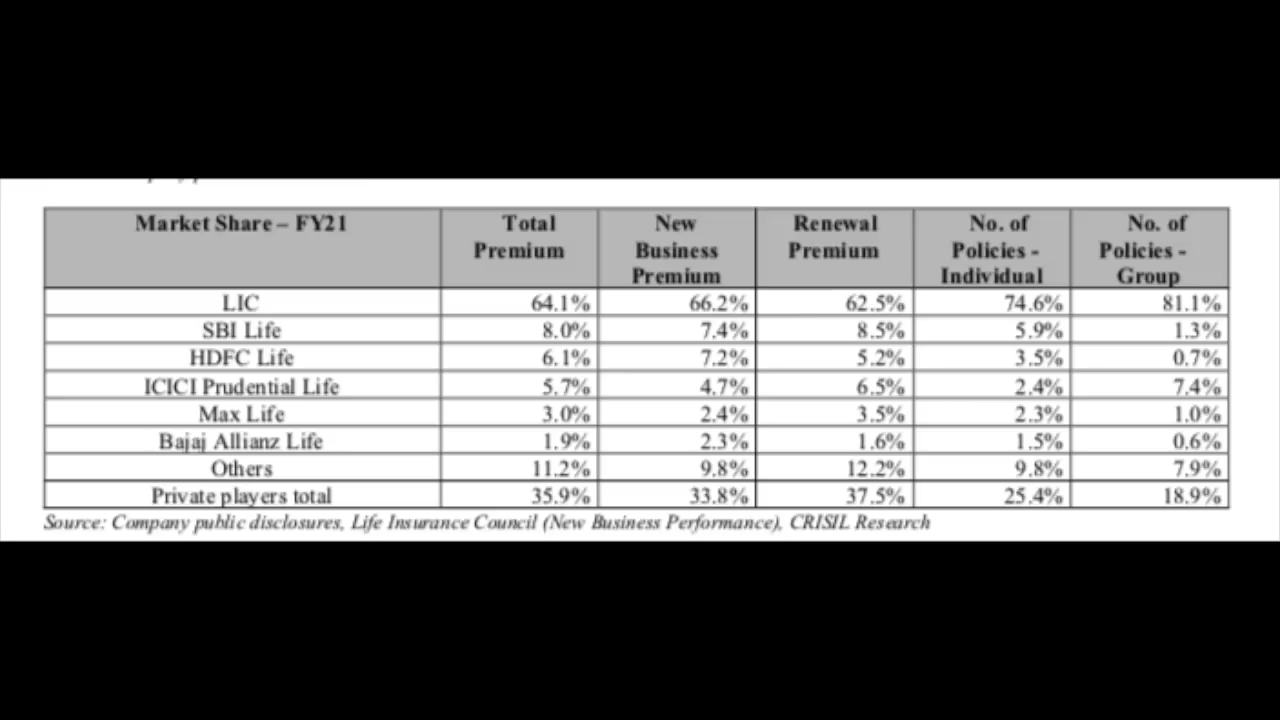 Market Share – FY21 Total Premium New Business Premium Renewal Premium No. of Policies - Individual No. of Policies - Group
LIC 64.1% 66.2% 62.5% 74.6% 81.1%
SBI Life 8.0% 7.4% 8.5% 5.9% 1.3%
HDFC Life 6.1% 7.2% 5.2% 3.5% 0.7%
ICICI Prudential Life 5.7% 4.7% 6.5% 2.4% 7.4%
Max Life 3.0% 2.4% 3.5% 2.3% 1.0%
Bajaj Allianz Life 1.9% 2.3% 1.6% 1.5% 0.6%
Others 11.2% 9.8% 12.2% 9.8% 7.9%
Private players total 35.9% 33.8% 37.5% 25.4% 18.9%
Source: Company public disclosures, Life Insurance Council (New Business Performance), CRISIL Research